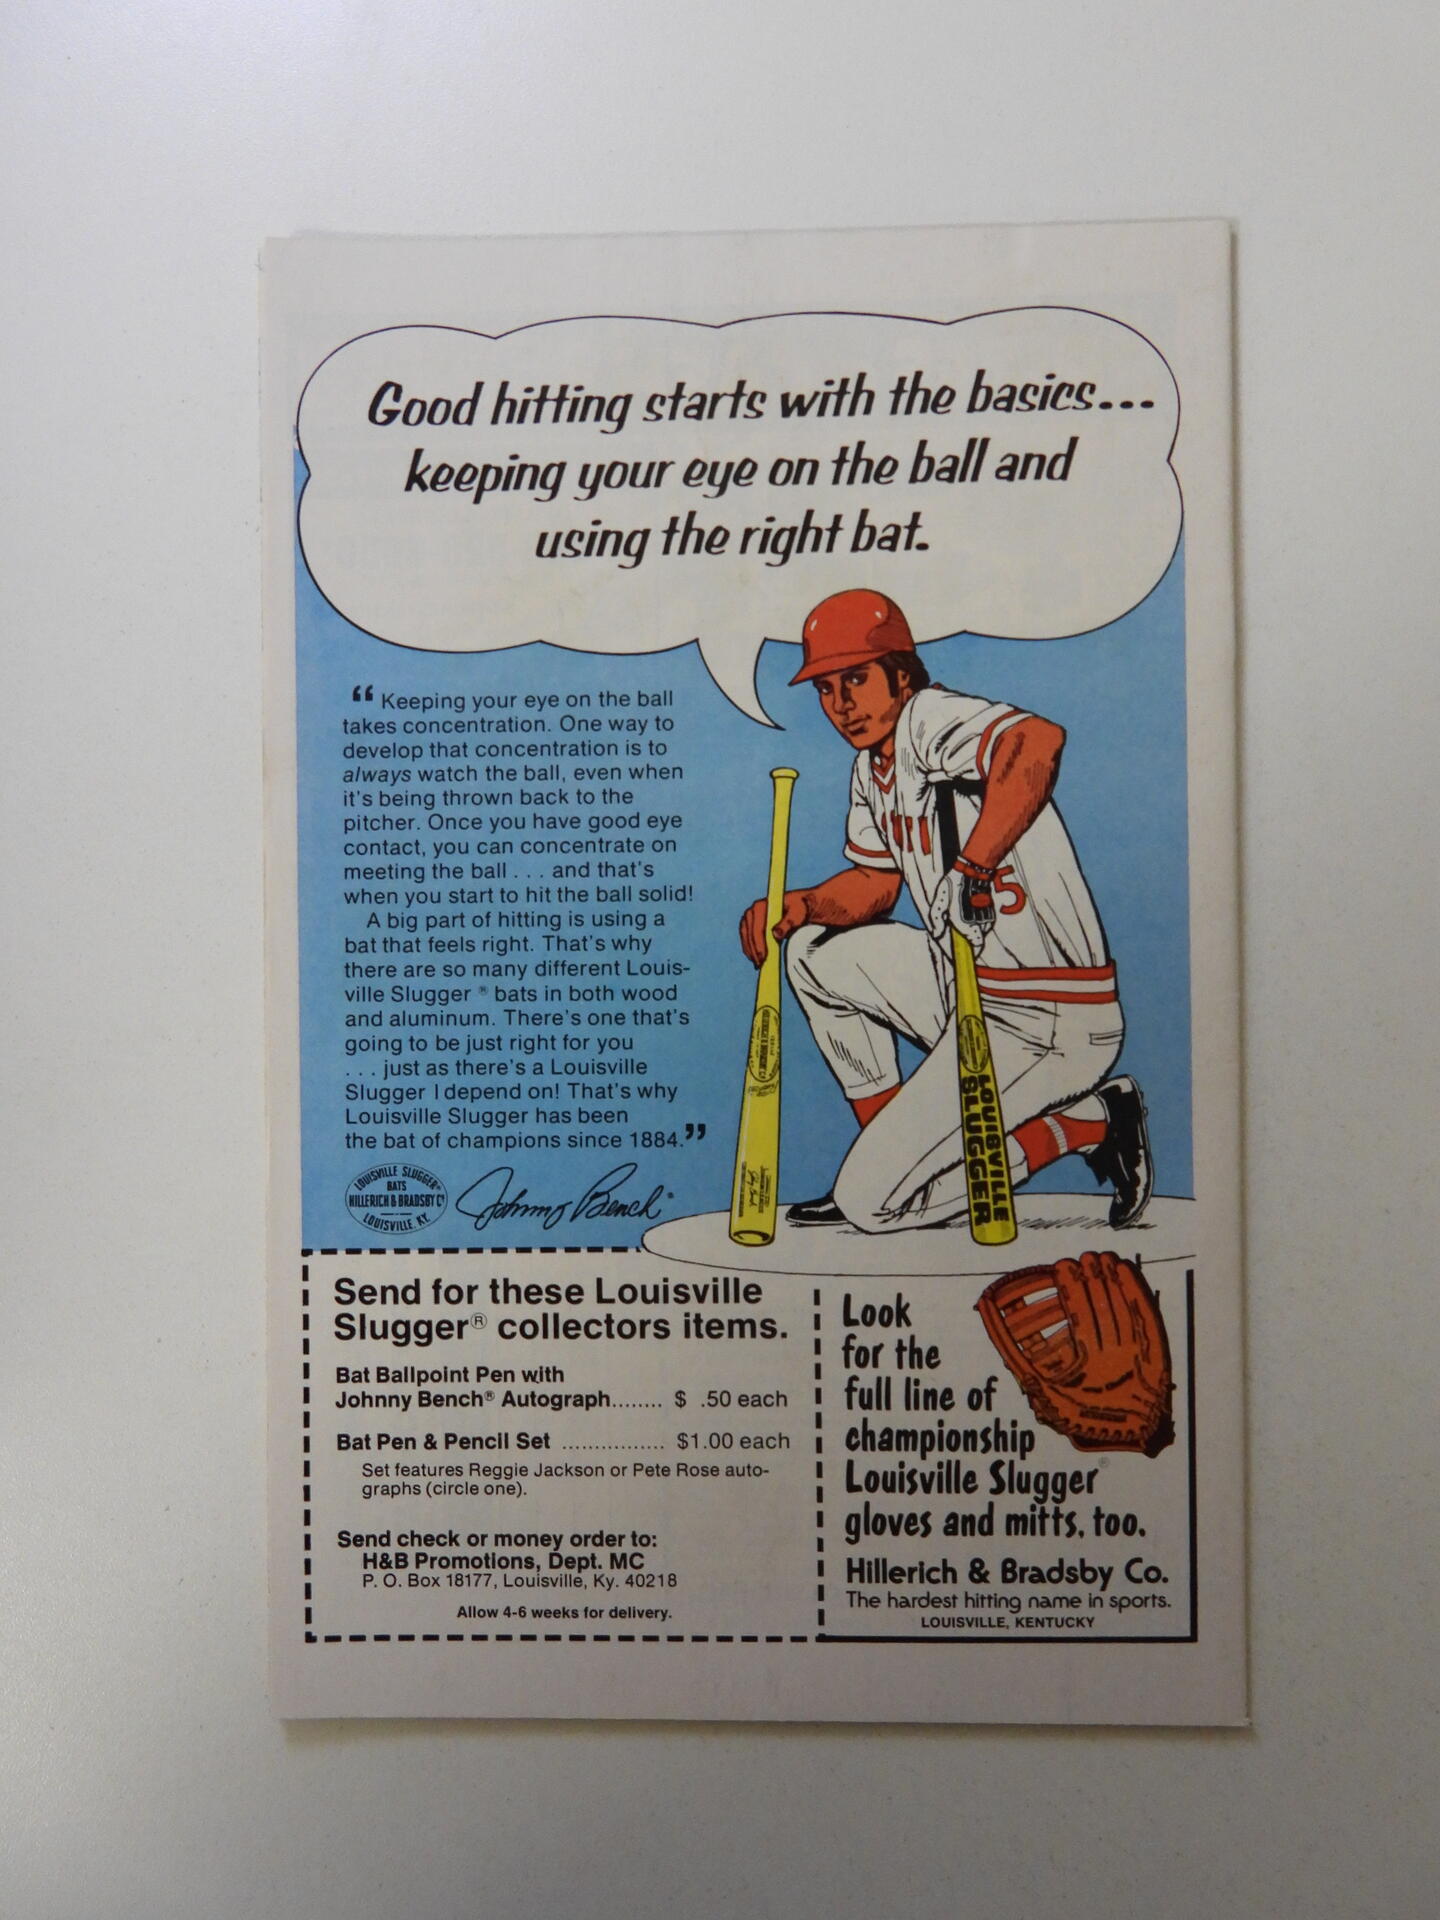 Good hitting starts with the basics...
keeping your eye on the ball and
using the right bat.
“ Keeping your eye on the ball
takes concentration. One way to
develop that concentration is to
always watch the ball, even when
it's being thrown back to the
pitcher. Once you have good eye
contact, you can concentrate on
meeting the ball . . . and that's
when you start to hit the ball solid!
A big part of hitting is using a
bat that feels right. That's why
there are so many different Louis-
ville Slugger ® bats in both wood
and aluminum. There's one that's
going to be just right for you
. . . just as there's a Louisville
Slugger I depend on! That's why
Louisville Slugger has been
the bat of champions since 1884.”
LOUISVILLE SLUGGER®
BATS
HILLERICH & BRADSBY Co
LOUISVILLE, KY.
Johnny Bench
5
LOUISVILLE
SLUGGER
Send for these Louisville
Slugger® collectors items.
Bat Ballpoint Pen with
Johnny Bench® Autograph........ $ .50 each
Bat Pen & Pencil Set ................ $1.00 each
Set features Reggie Jackson or Pete Rose auto-
graphs (circle one).
Send check or money order to:
H&B Promotions, Dept. MC
P. O. Box 18177, Louisville, Ky. 40218
Allow 4-6 weeks for delivery.
Look
for the
full line of
championship
Louisville Slugger®
gloves and mitts, too.
Hillerich & Bradsby Co.
The hardest hitting name in sports.
LOUISVILLE, KENTUCKY